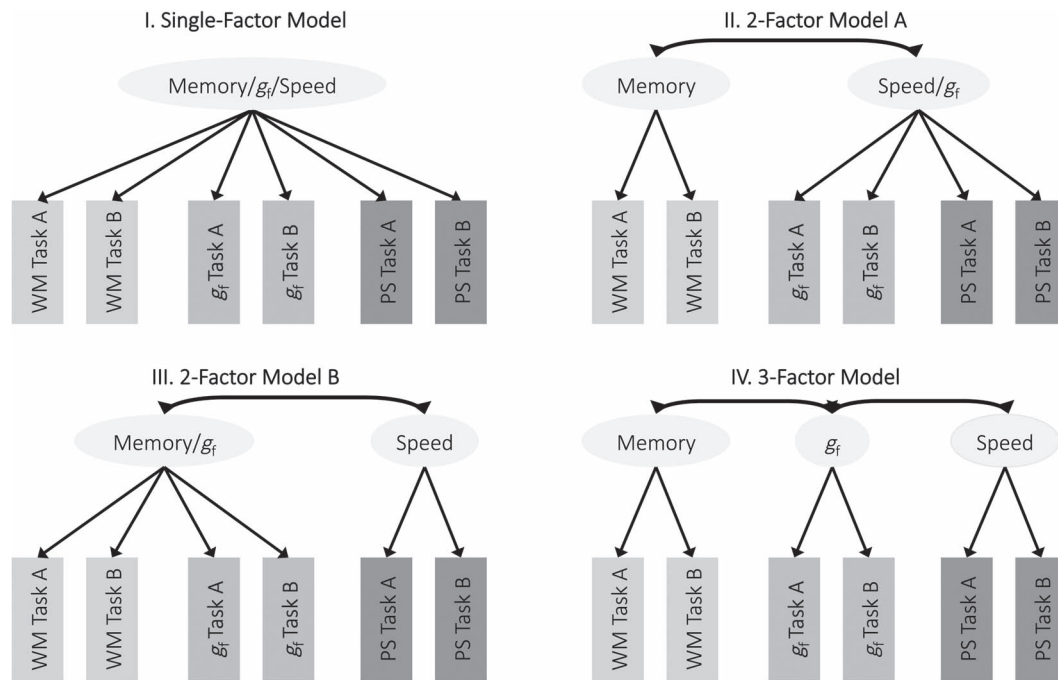 I. Single-Factor Model
Memory/gf/Speed
WM Task A
WM Task B
gf Task A
gf Task B
PS Task A
PS Task B
II. 2-Factor Model A
Memory
Speed/gf
WM Task A
WM Task B
gf Task A
gf Task B
PS Task A
PS Task B
III. 2-Factor Model B
Memory/gf
Speed
WM Task A
WM Task B
gf Task A
gf Task B
PS Task A
PS Task B
IV. 3-Factor Model
Memory
gf
Speed
WM Task A
WM Task B
gf Task A
gf Task B
PS Task A
PS Task B